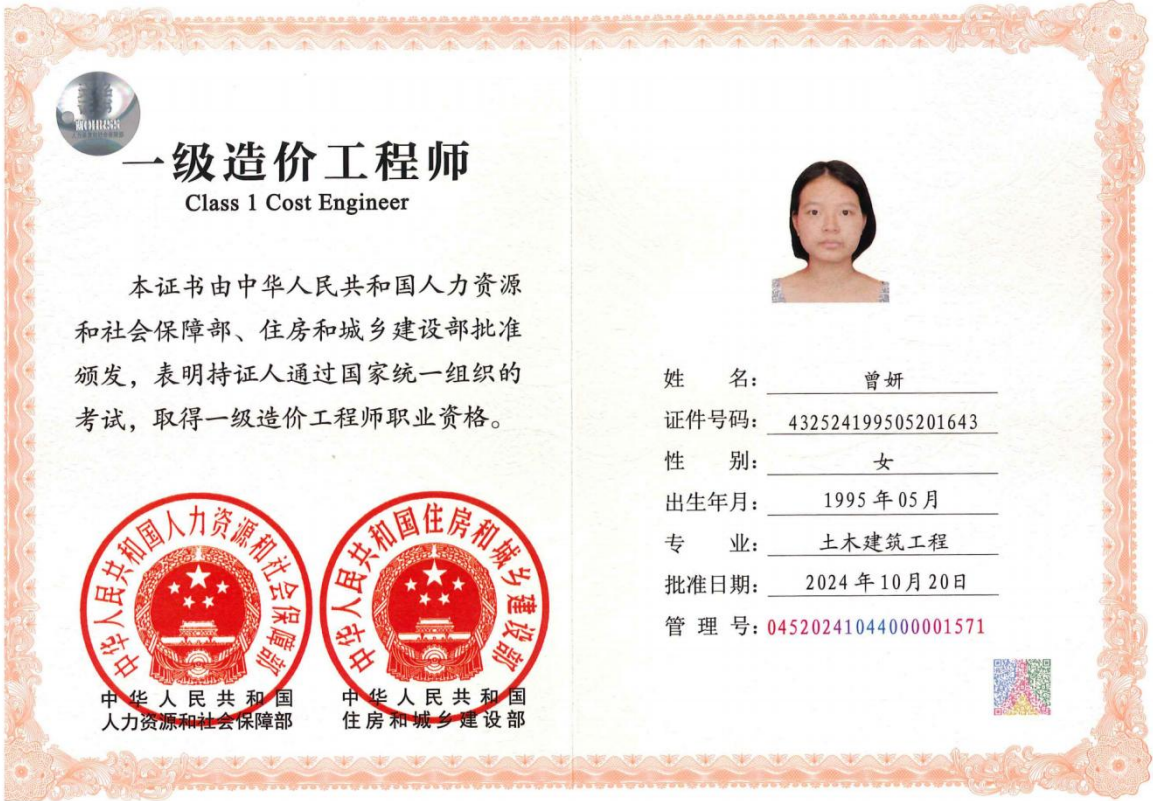 MOHRSS
一级造价工程师
Class 1 Cost Engineer
本证书由中华人民共和国人力资源
和社会保障部、住房和城乡建设部批准
颁发，表明持证人通过国家统一组织的
考试，取得一级造价工程师职业资格。
中华人民共和国人力资源和社会保障部
中华人民共和国
人力资源和社会保障部
中华人民共和国住房和城乡建设部
中华人民共和国
住房和城乡建设部
姓 名： 曾妍
证件号码： 432524199505201643
性 别： 女
出生年月： 1995年05月
专 业： 土木建筑工程
批准日期： 2024年10月20日
管 理 号： 04520241044000001571